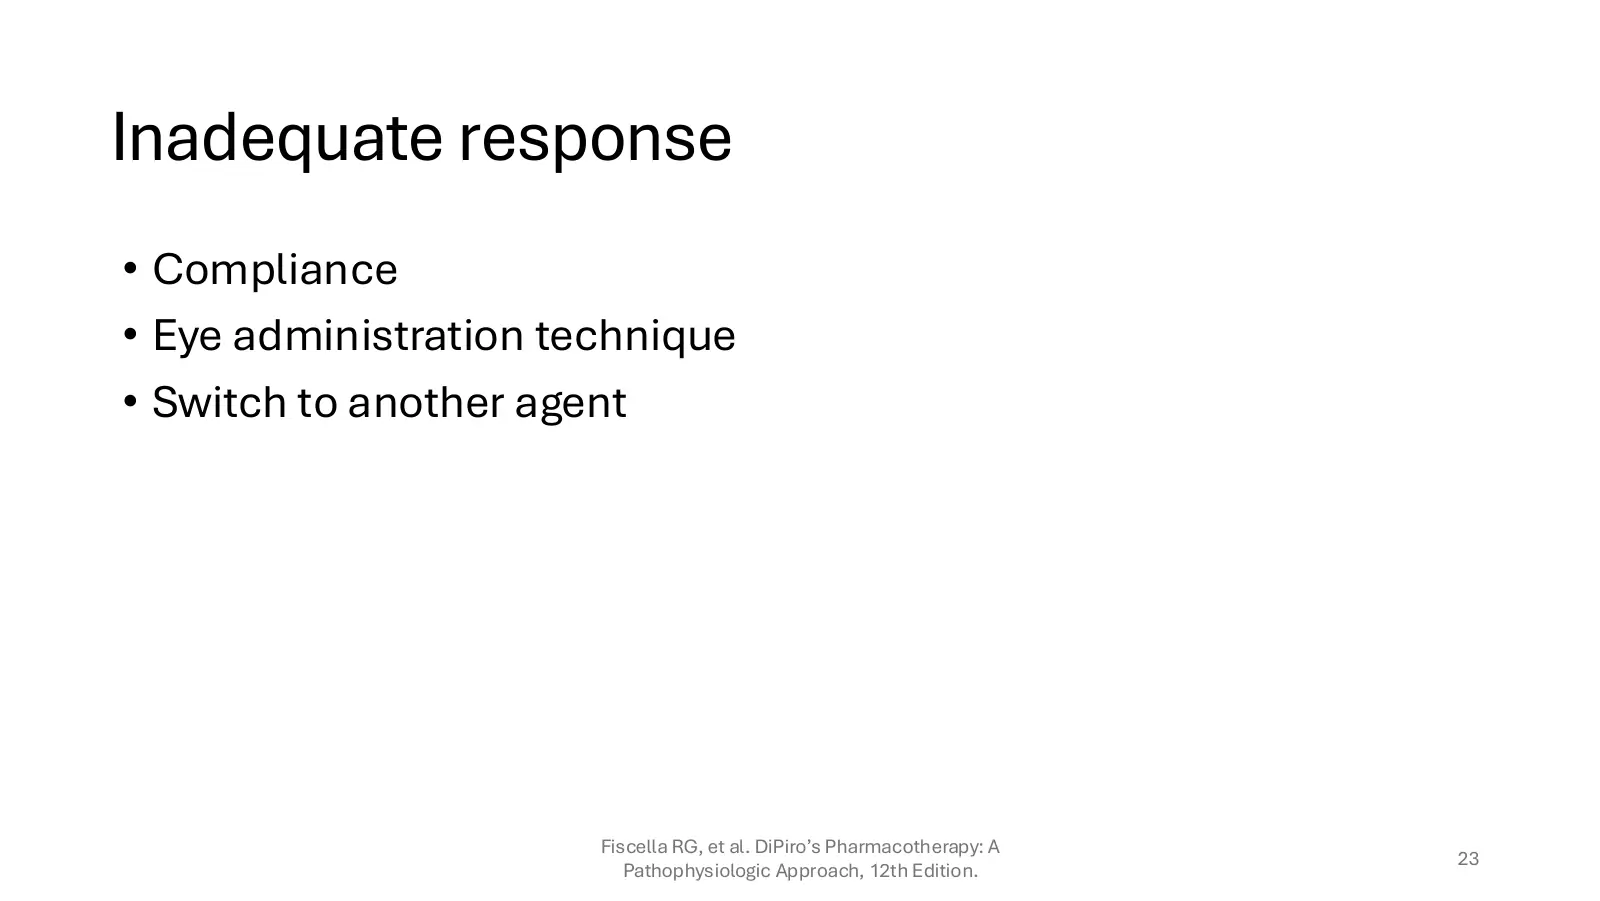 Inadequate response
• Compliance
• Eye administration technique
• Switch to another agent
Fiscella RG, et al. DiPiro’s Pharmacotherapy: A
Pathophysiologic Approach, 12th Edition.
23